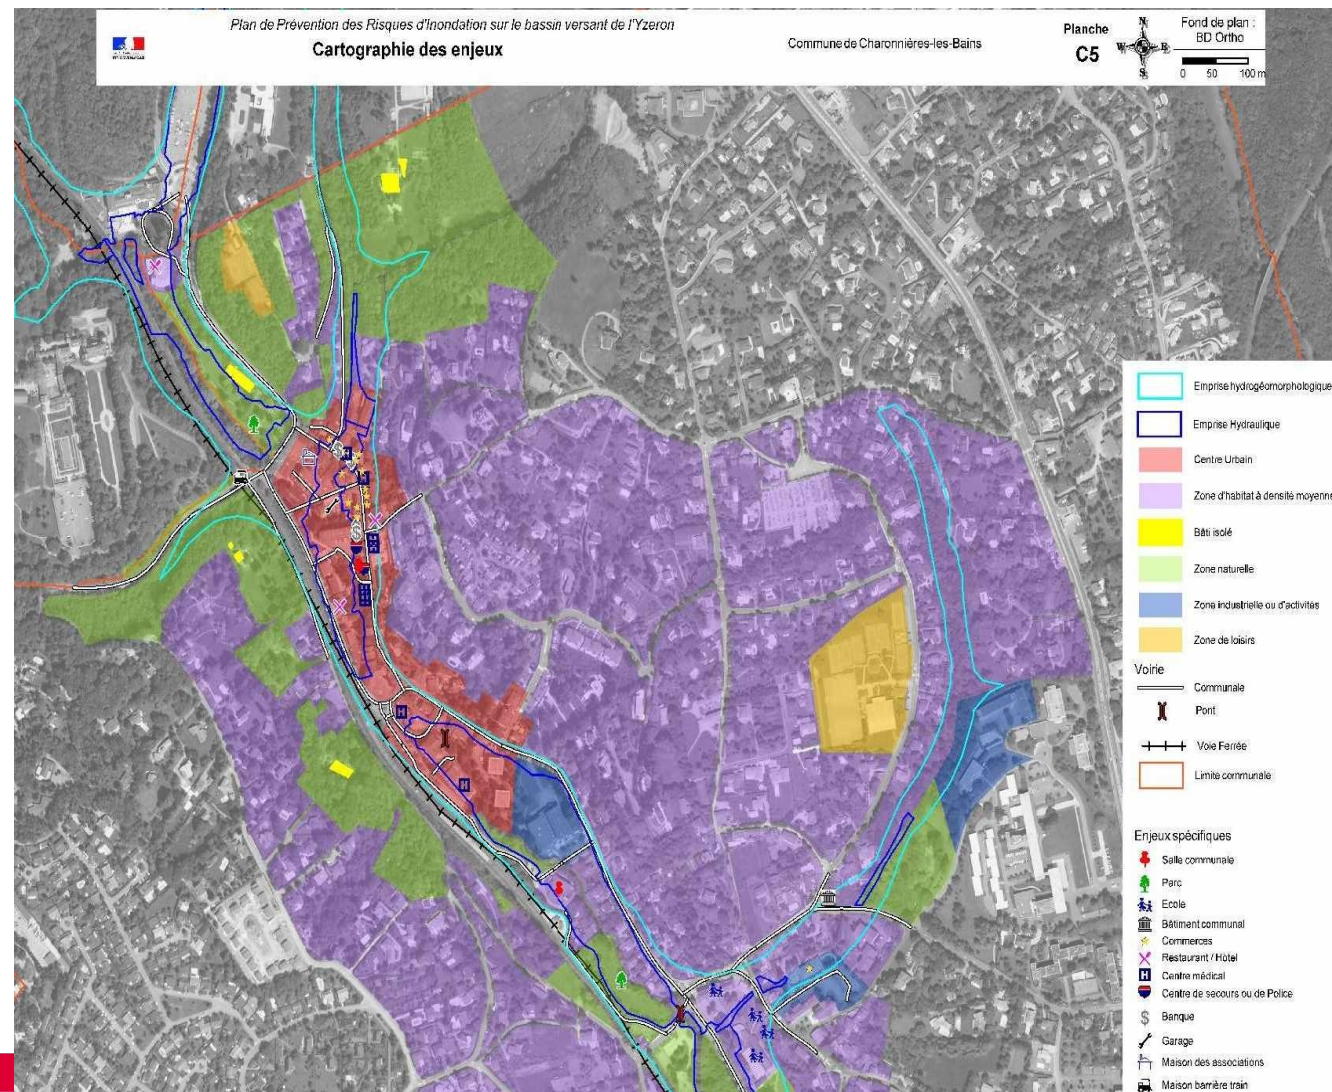 Plan de Prévention des Risques d'Inondation sur le bassin versant de l'Yzeron
Cartographie des enjeux
Commune de Charonnières-les-Bains
Planche
C5
N
W
E
S
Fond de plan :
BD Ortho
0 50 100 m
Emprise hydrogéomorphologique
Emprise Hydraulique
Centre Urbain
Zone d'habitat à densité moyenne
Bâti isolé
Zone naturelle
Zone industrielle ou d'activités
Zone de loisirs
Voirie
Communale
Pont
Voie Ferrée
Limite communale
Enjeux spécifiques
Salle communale
Parc
Ecole
Bâtiment communal
Commerces
Restaurant / Hôtel
H Centre médical
Centre de secours ou de Police
$ Banque
Garage
Maison des associations
Maison barrière train